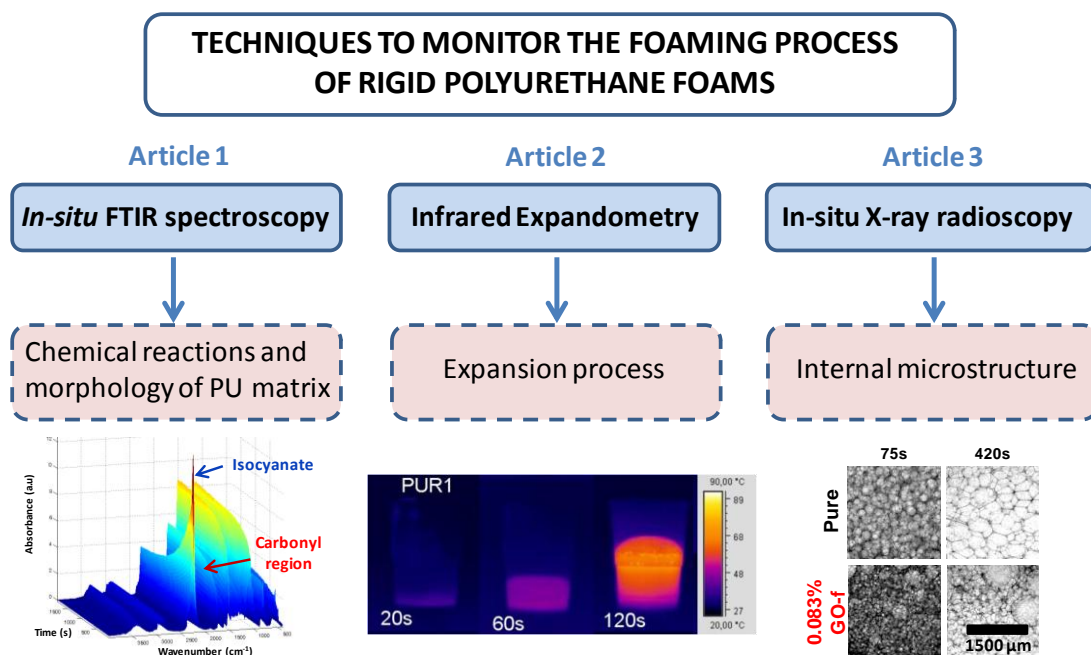 TECHNIQUES TO MONITOR THE FOAMING PROCESS
OF RIGID POLYURETHANE FOAMS
Article 1
Article 2
Article 3
In-situ FTIR spectroscopy
Infrared Expandometry
In-situ X-ray radioscopy
Chemical reactions and
morphology of PU matrix
Expansion process
Internal microstructure
Isocyanate
Carbonyl
region
Absorbance (a.u)
Time (s)
Wavenumber (cm-1)
PUR1
20s
60s
120s
90,00 °C
89
69
48
27
20,00 °C
75s
420s
Pure
0.083%
GO-f
1500 µm